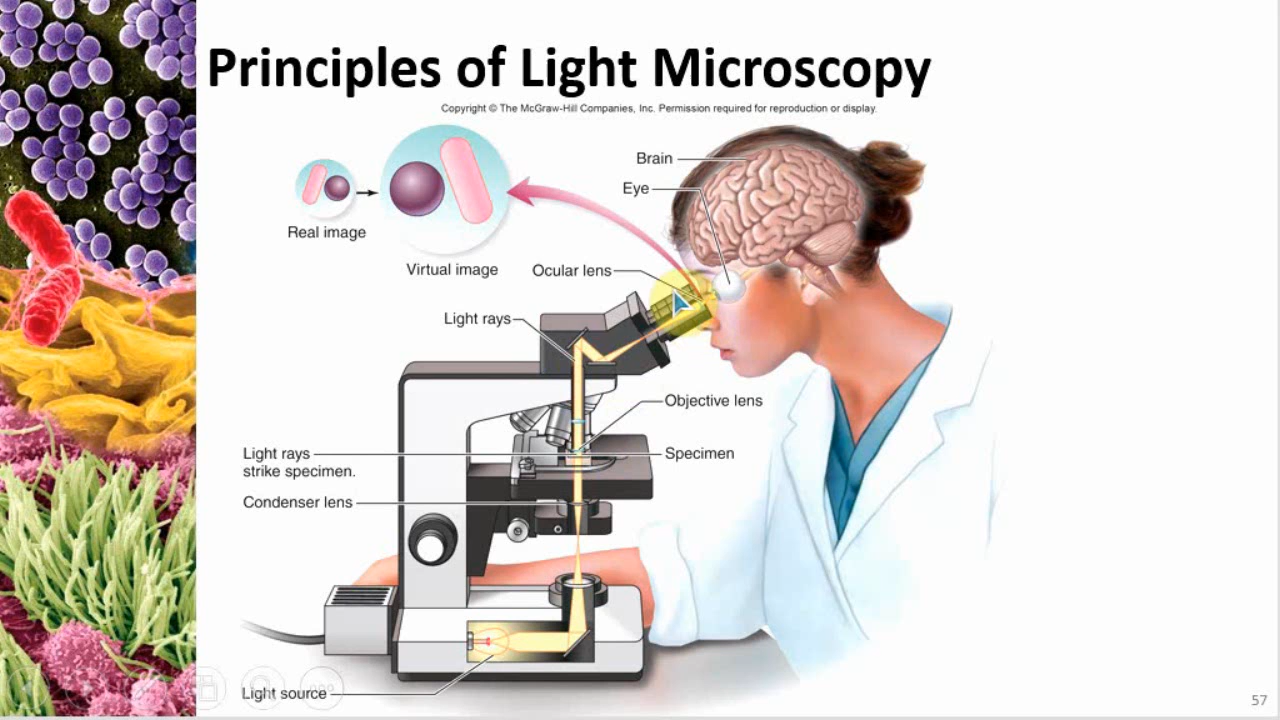 Principles of Light Microscopy
Copyright © The McGraw-Hill Companies, Inc. Permission required for reproduction or display.
Brain
Eye
Real image
Virtual image
Ocular lens
Light rays
Objective lens
Light rays
strike specimen.
Specimen
Condenser lens
Light source
57